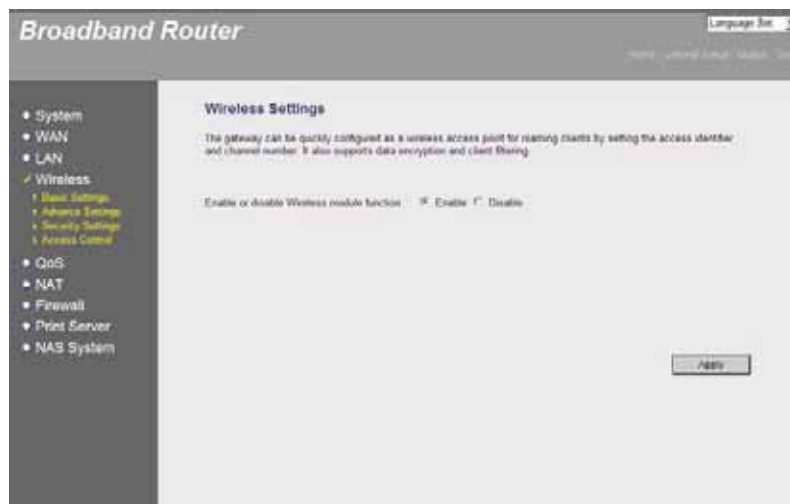 Broadband Router
Language Set
System
WAN
LAN
Wireless
Basic Settings
Advance Settings
Security Settings
Access Control
QoS
NAT
Firewall
Print Server
NAS System
Wireless Settings
The gateway can be quickly configured as a wireless access point for roaming clients by setting the access identifier
and channel number. It also supports data encryption and client filtering.
Enable or disable Wireless module function : Enable Disable
Apply